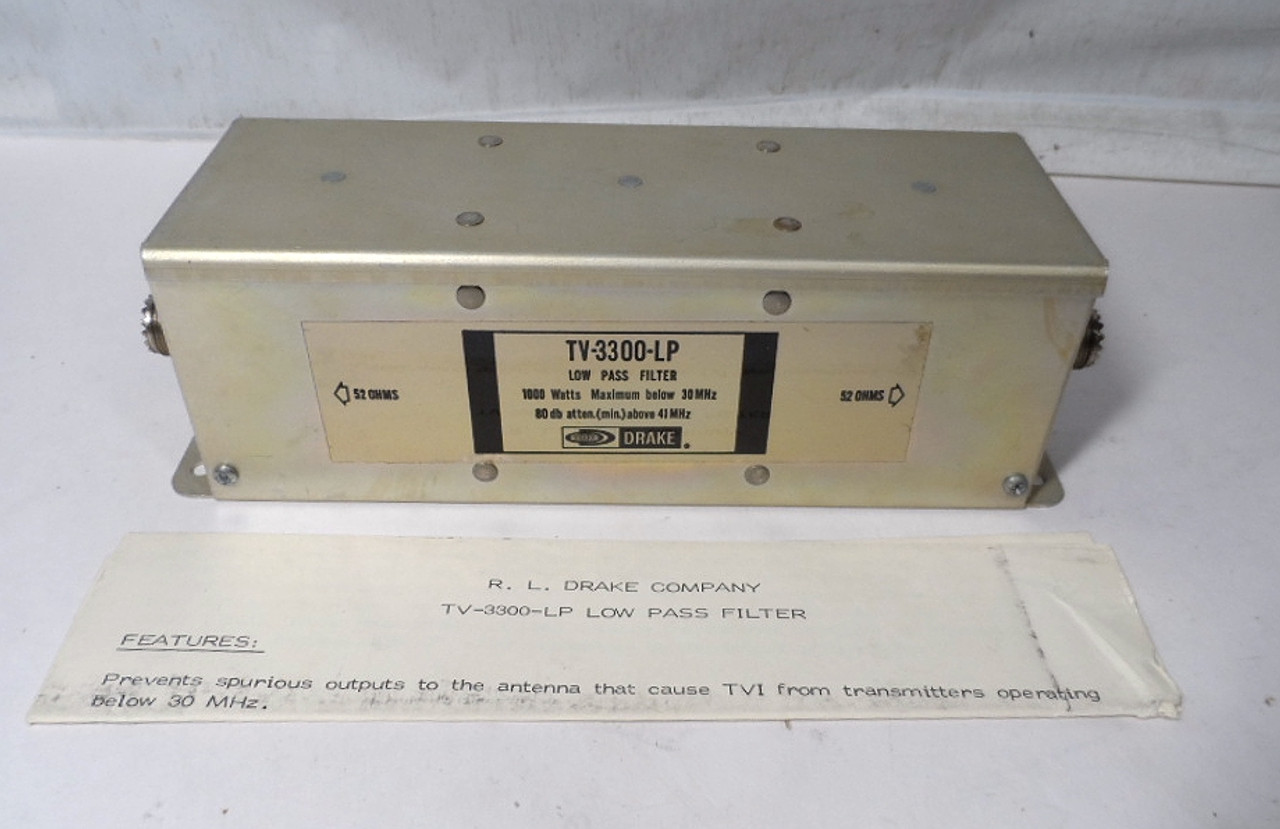 TV-3300-LP
LOW PASS FILTER
52 OHMS
1000 Watts Maximum below 30MHz
52 OHMS
80 db atten.(min.) above 41 MHz
DRAKE
R. L. DRAKE COMPANY
TV-3300-LP LOW PASS FILTER
FEATURES:
Prevents spurious outputs to the antenna that cause TVI from transmitters operating
below 30 MHz.